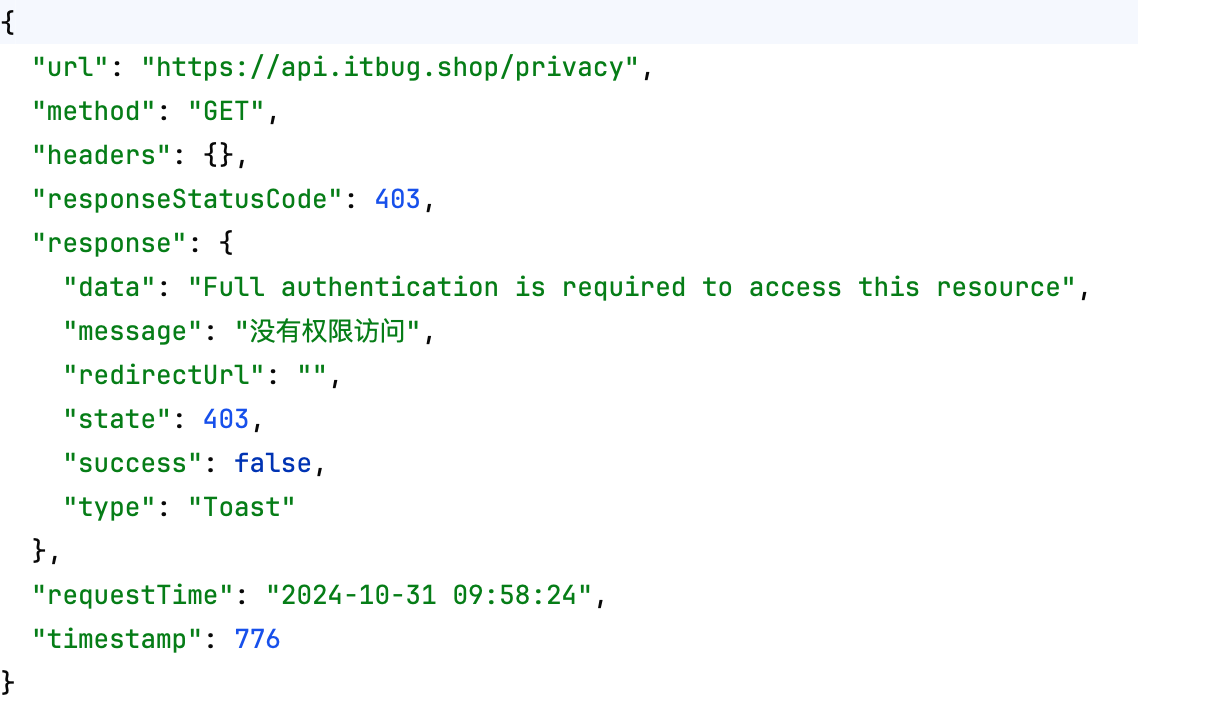 {
  "url": "https://api.itbug.shop/privacy",
  "method": "GET",
  "headers": {},
  "responseStatusCode": 403,
  "response": {
    "data": "Full authentication is required to access this resource",
    "message": "没有权限访问",
    "redirectUrl": "",
    "state": 403,
    "success": false,
    "type": "Toast"
  },
  "requestTime": "2024-10-31 09:58:24",
  "timestamp": 776
}